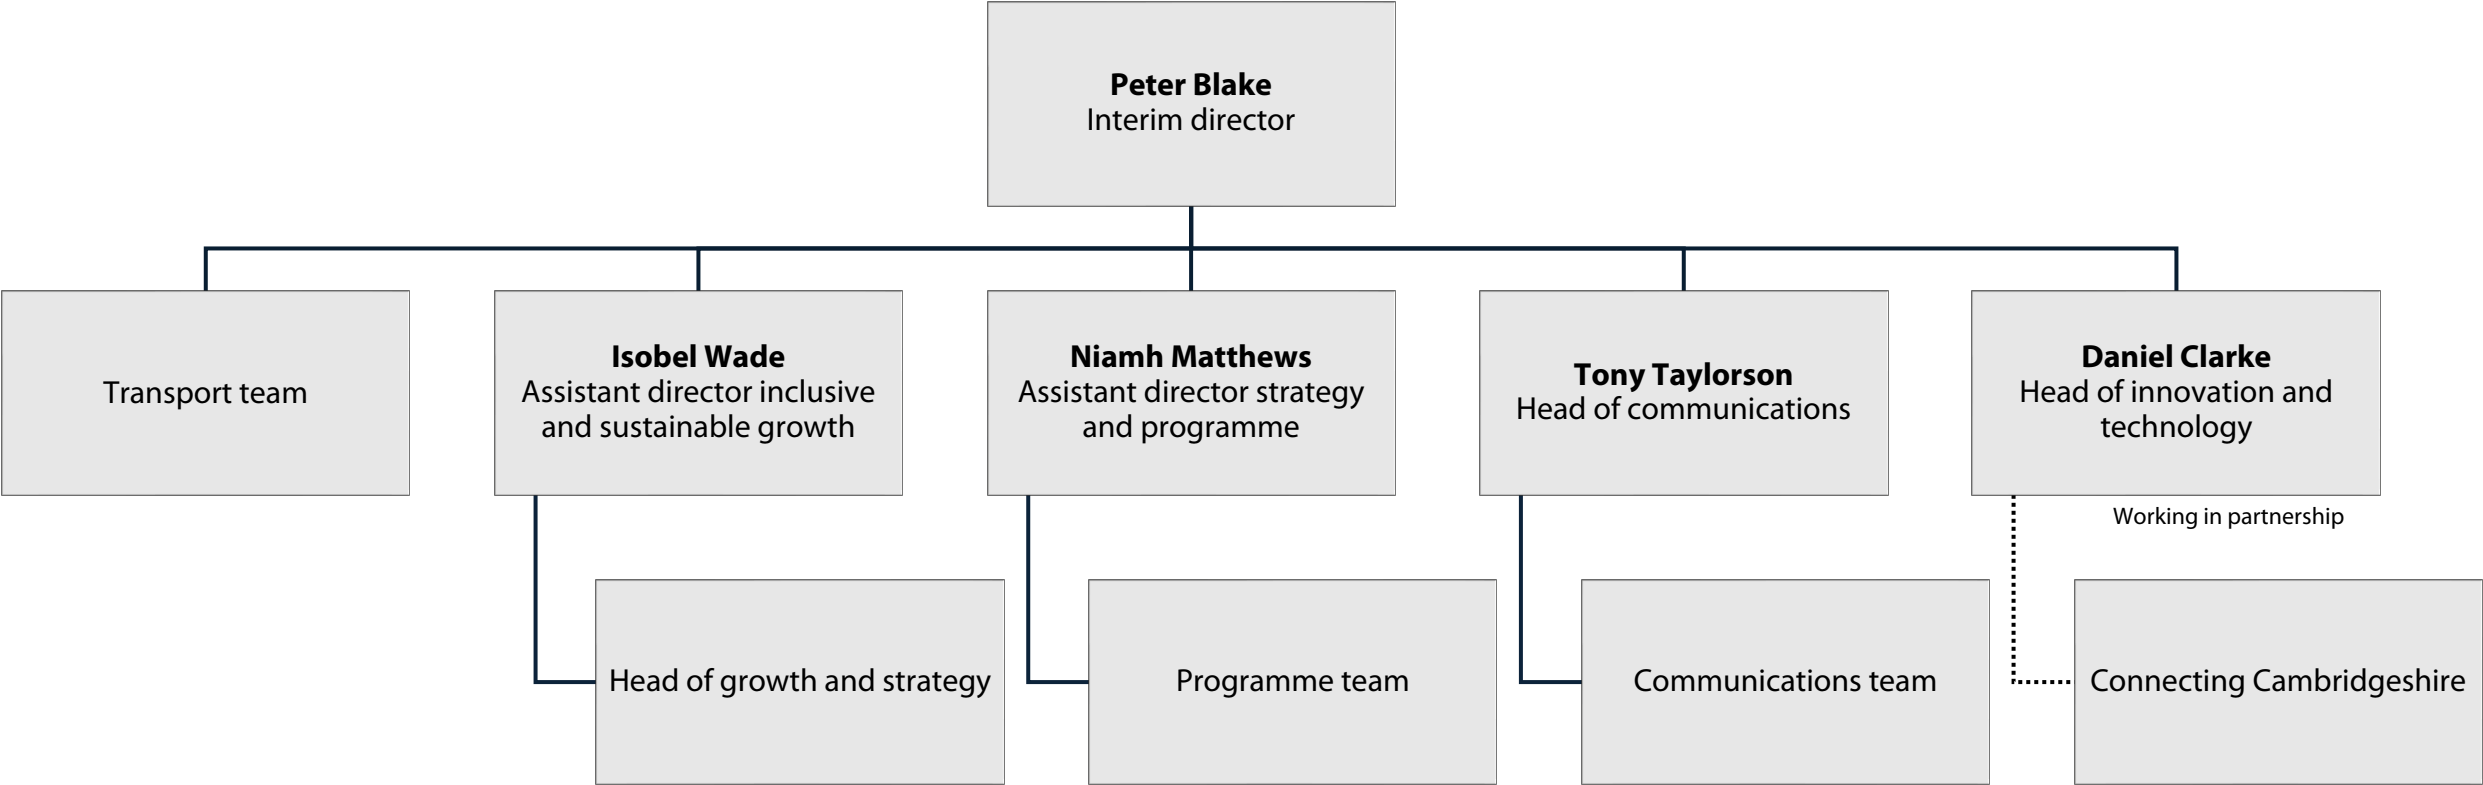 Peter Blake
Interim director
Transport team
Isobel Wade
Assistant director inclusive
and sustainable growth
Niamh Matthews
Assistant director strategy
and programme
Tony Taylorson
Head of communications
Daniel Clarke
Head of innovation and
technology
Working in partnership
Head of growth and strategy
Programme team
Communications team
Connecting Cambridgeshire